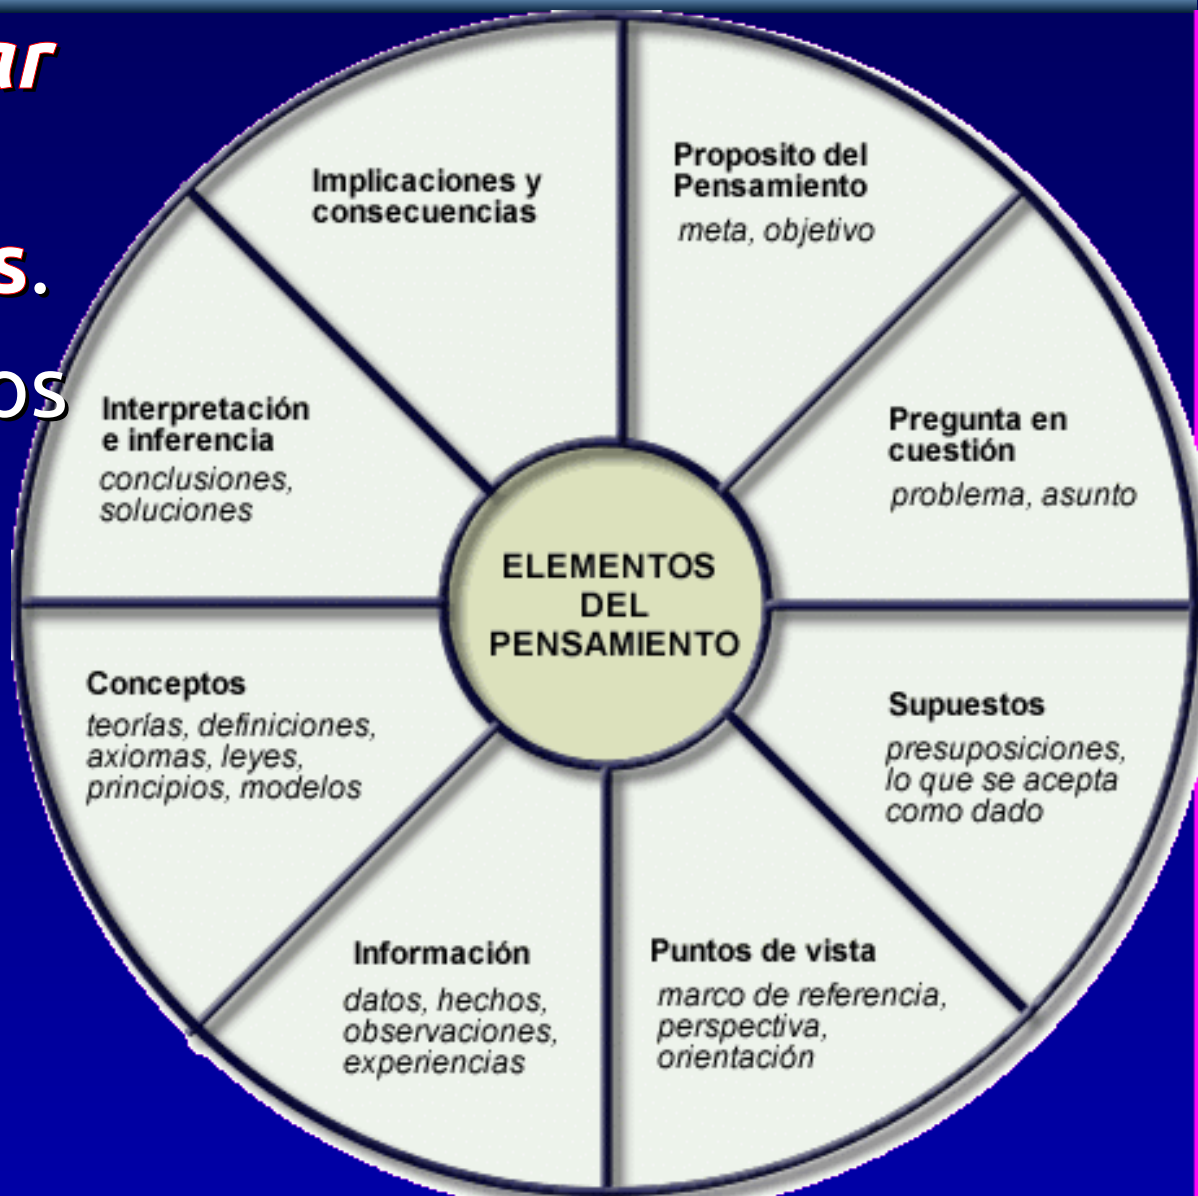 ar
s.
os
Implicaciones y
consecuencias
Proposito del
Pensamiento
meta, objetivo
Pregunta en
cuestión
problema, asunto
Supuestos
presuposiciones,
lo que se acepta
como dado
Puntos de vista
marco de referencia,
perspectiva,
orientación
Información
datos, hechos,
observaciones,
experiencias
Conceptos
teorías, definiciones,
axiomas, leyes,
principios, modelos
Interpretación
e inferencia
conclusiones,
soluciones
ELEMENTOS
DEL
PENSAMIENTO